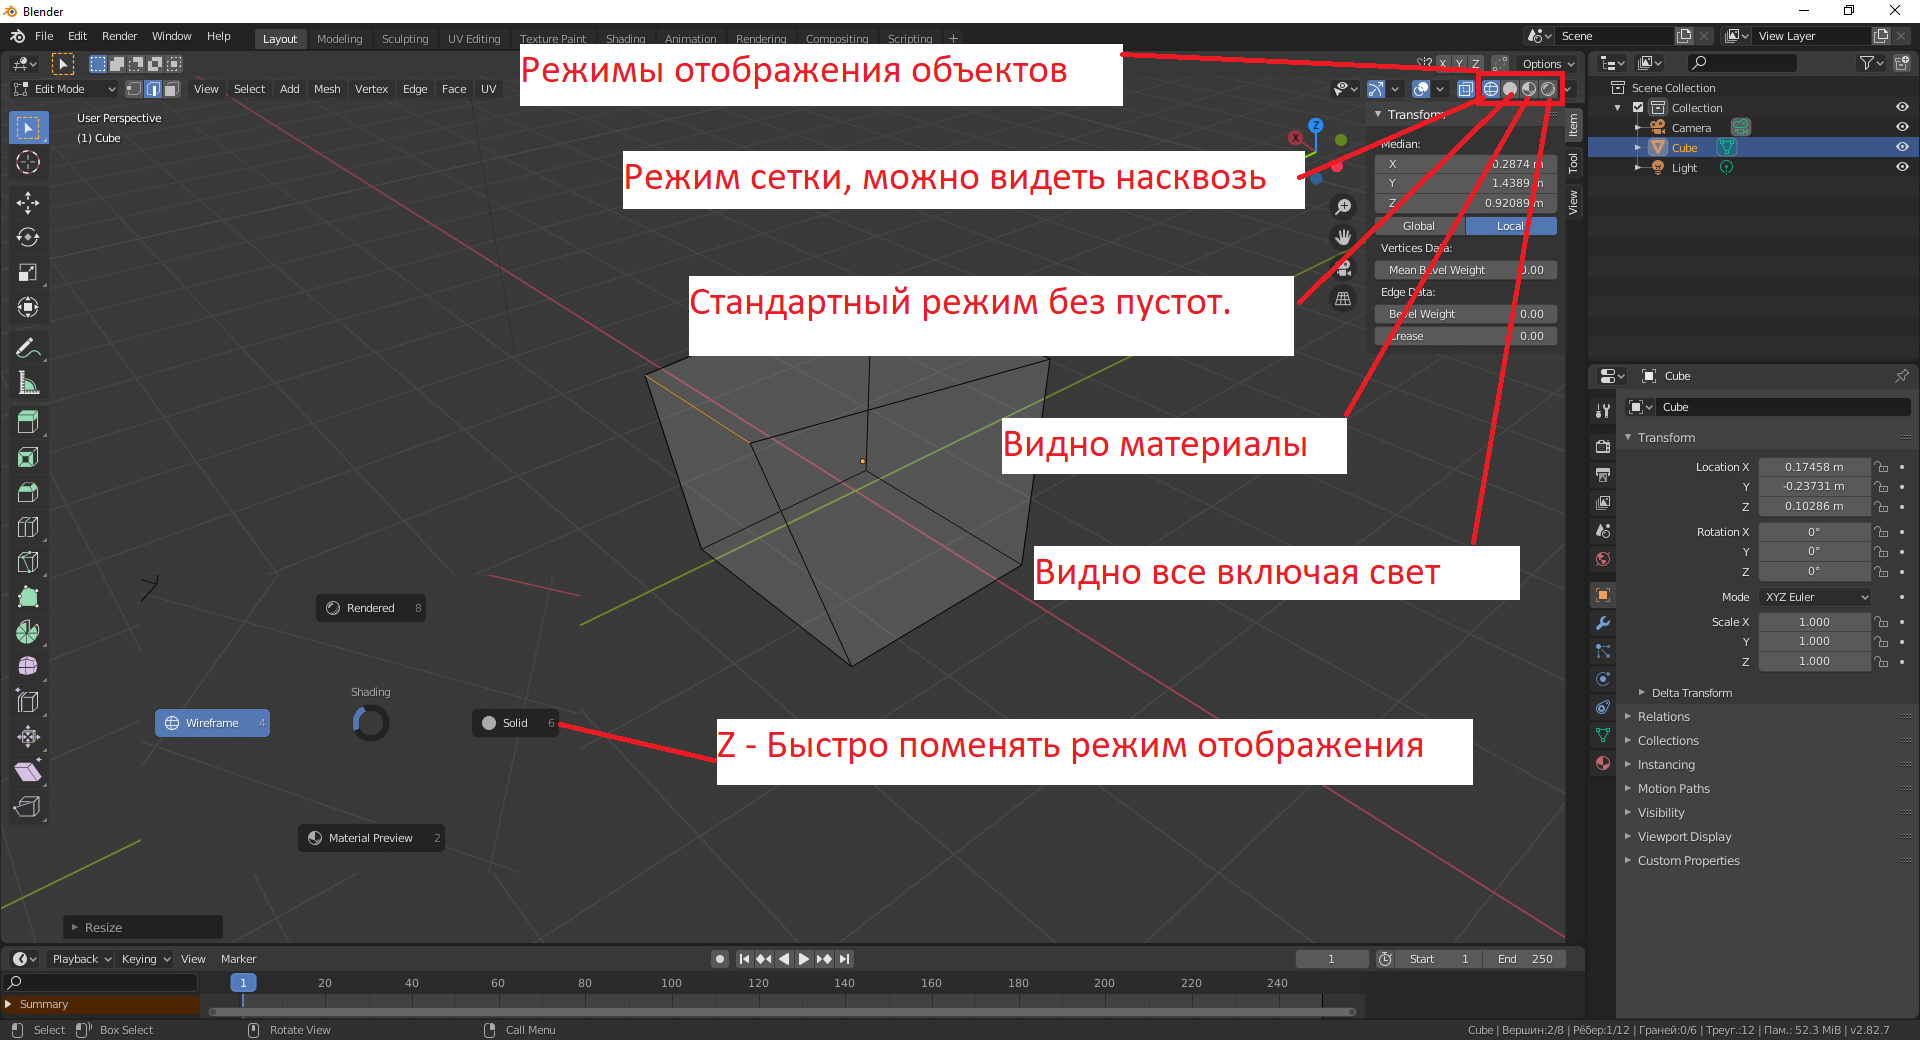 Blender
File Edit Render Window Help
Layout Modeling Sculpting UV Editing Texture Paint Shading Animation Rendering Compositing Scripting +
Scene
View Layer
X Y Z
Options
Режимы отображения объектов
Edit Mode
View Select Add Mesh Vertex Edge Face UV
User Perspective
(1) Cube
Z
X
Transform
Median:
X 0.2874 m
Y 1.4389 m
Z 0.92089 m
Global Local
Vertices Data:
Mean Bevel Weight 0.00
Edge Data:
Bevel Weight 0.00
Crease 0.00
Item
Tool
View
Scene Collection
Collection
Camera
Cube
Light
Режим сетки, можно видеть насквозь
Стандартный режим без пустот.
Видно материалы
Видно все включая свет
Rendered 8
Shading
Wireframe 4
Solid 6
Material Preview 2
Z - Быстро поменять режим отображения
Resize
Cube
Cube
Transform
Location X 0.17458 m
Y -0.23731 m
Z 0.10286 m
Rotation X 0°
Y 0°
Z 0°
Mode XYZ Euler
Scale X 1.000
Y 1.000
Z 1.000
Delta Transform
Relations
Collections
Instancing
Motion Paths
Visibility
Viewport Display
Custom Properties
Playback Keying View Marker
1
Start 1
End 250
1 20 40 60 80 100 120 140 160 180 200 220 240
Summary
Select Box Select Rotate View Call Menu
Cube | Вершин:2/8 | Рёбер:1/12 | Граней:0/6 | Треуг.:12 | Пам.: 52.3 MiB | v2.82.7